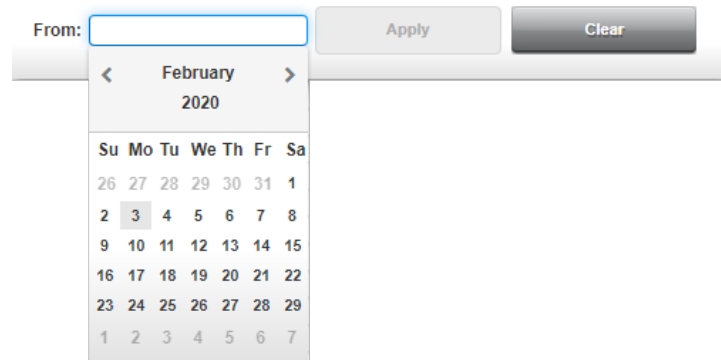 From: Apply Clear
February
2020
Su Mo Tu We Th Fr Sa
26 27 28 29 30 31 1
2 3 4 5 6 7 8
9 10 11 12 13 14 15
16 17 18 19 20 21 22
23 24 25 26 27 28 29
1 2 3 4 5 6 7